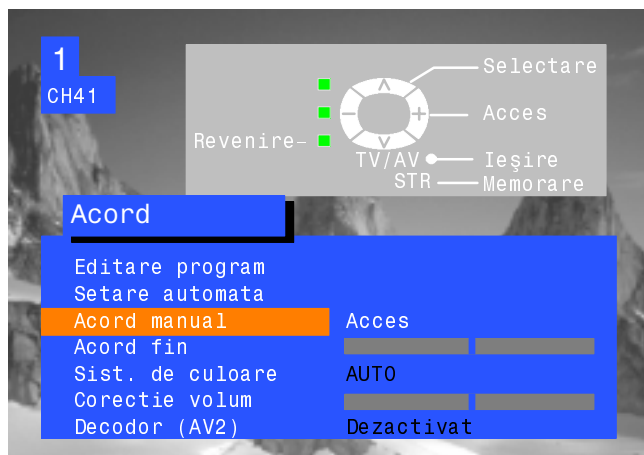 1
CH41
Selectare
Acces
Revenire–
TV/AV Ieşire
STR Memorare
Acord
Editare program
Setare automata
Acord manual Acces
Acord fin
Sist. de culoare AUTO
Corectie volum
Decodor (AV2) Dezactivat